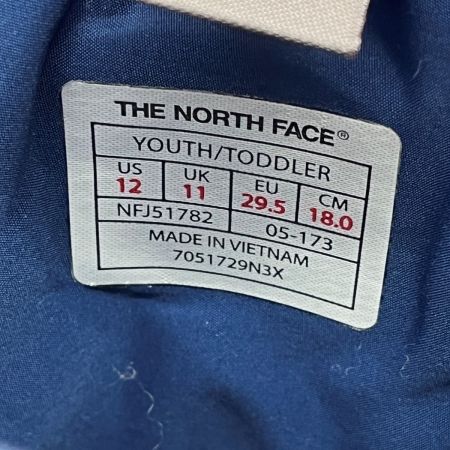 THE NORTH FACE®
YOUTH/TODDLER
US UK EU CM
12 11 29.5 18.0
NFJ51782 05-173
MADE IN VIETNAM
7051729N3X